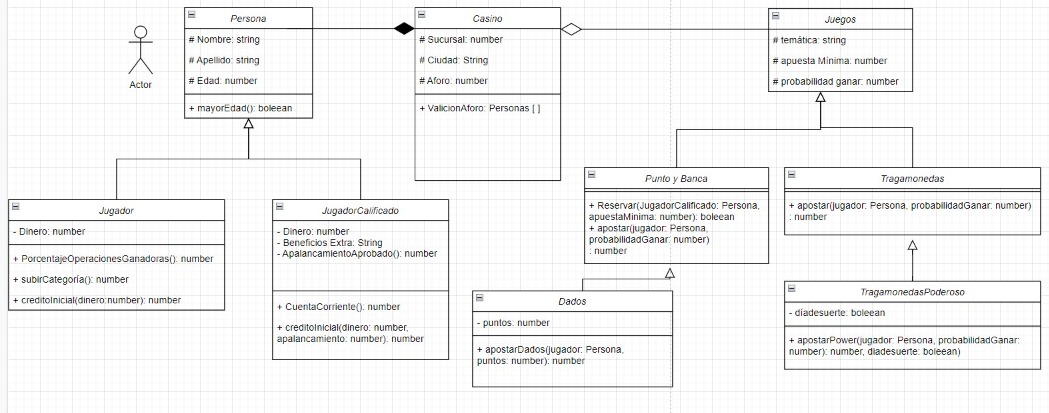 Persona
# Nombre: string
# Apellido: string
# Edad: number
+ mayorEdad(): boleean
Actor
Casino
# Sucursal: number
# Ciudad: String
# Aforo: number
+ ValicionAforo: Personas [ ]
Juegos
# temática: string
# apuesta Mínima: number
# probabilidad ganar: number
Jugador
- Dinero: number
+ PorcentajeOperacionesGanadoras(): number
+ subirCategoría(): number
+ creditoInicial(dinero:number): number
JugadorCalificado
- Dinero: number
- Beneficios Extra: String
- ApalancamientoAprobado(): number
+ CuentaCorriente(): number
+ creditoInicial(dinero: number,
apalancamiento: number): number
Punto y Banca
+ Reservar(JugadorCalificado: Persona,
apuestaMinima: number): boleean
+ apostar(jugador: Persona,
probabilidadGanar: number)
: number
Tragamonedas
+ apostar(jugador: Persona, probabilidadGanar: number)
: number
Dados
- puntos: number
+ apostarDados(jugador: Persona,
puntos: number): number
TragamonedasPoderoso
- díadesuerte: boleean
+ apostarPower(jugador: Persona, probabilidadGanar:
number): number, diadesuerte: boleean)